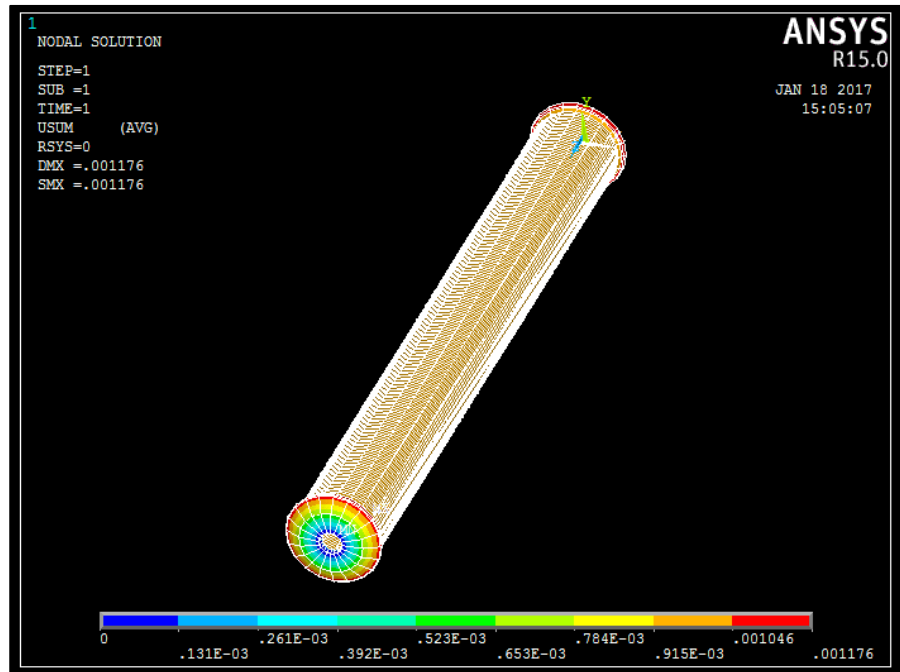 1
NODAL SOLUTION
STEP=1
SUB =1
TIME=1
USUM (AVG)
RSYS=0
DMX =.001176
SMX =.001176
ANSYS
R15.0
JAN 18 2017
15:05:07
Y
0 .261E-03 .523E-03 .784E-03 .001046
.131E-03 .392E-03 .653E-03 .915E-03 .001176